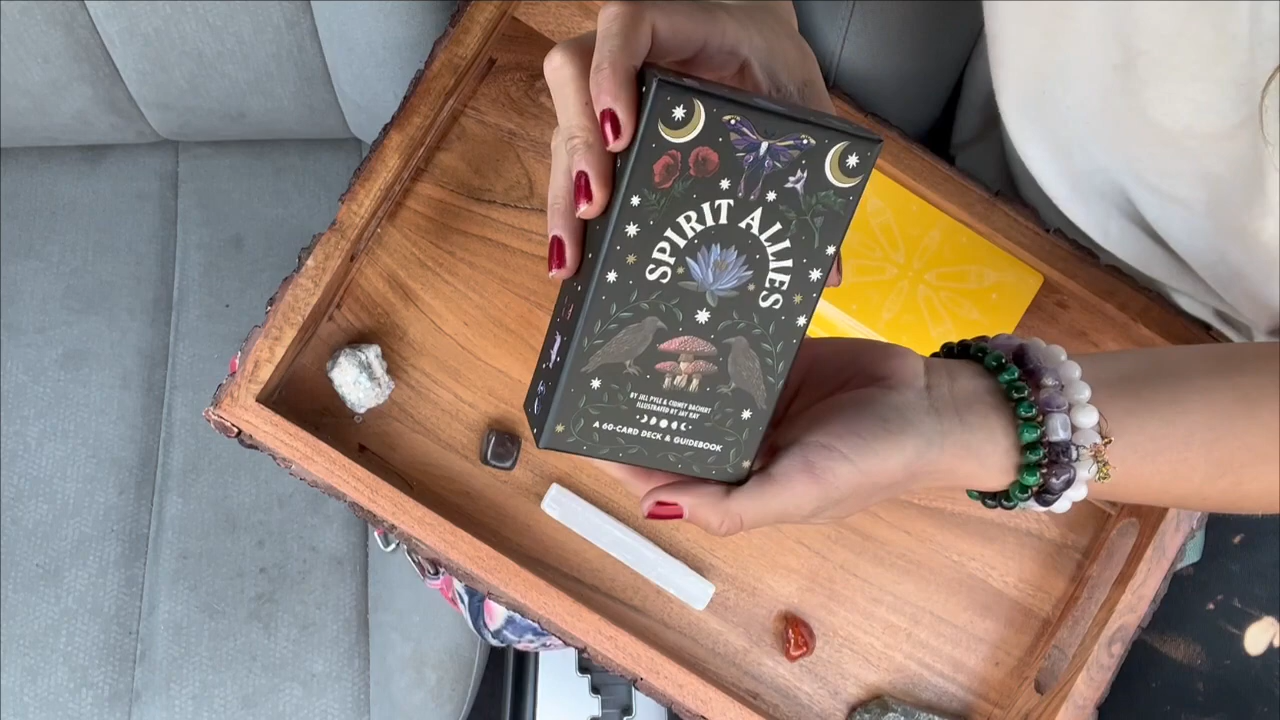 SPIRIT ALLIES
BY JILL PYLE & CIDNEY BACHERT
ILLUSTRATED BY JAY RAY
A 60-CARD DECK & GUIDEBOOK